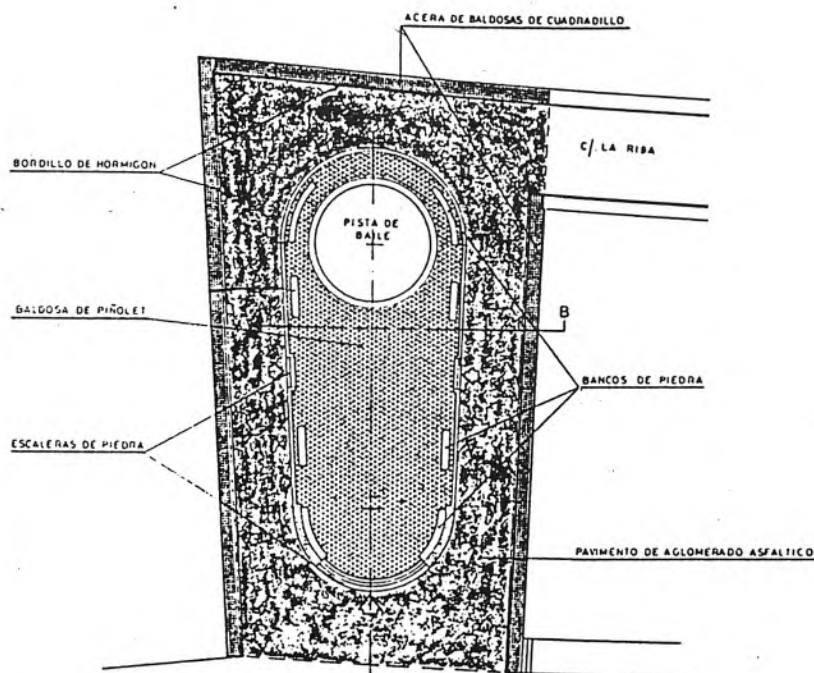 ACERA DE BALDOSAS DE CUADRADILLO
C/. LA RIBA
BORDILLO DE HORMIGON
PISTA DE
BAILE
BALDOSA DE PIÑOLET
B
BANCOS DE PIEDRA
ESCALERAS DE PIEDRA
PAVIMENTO DE AGLOMERADO ASFALTICO